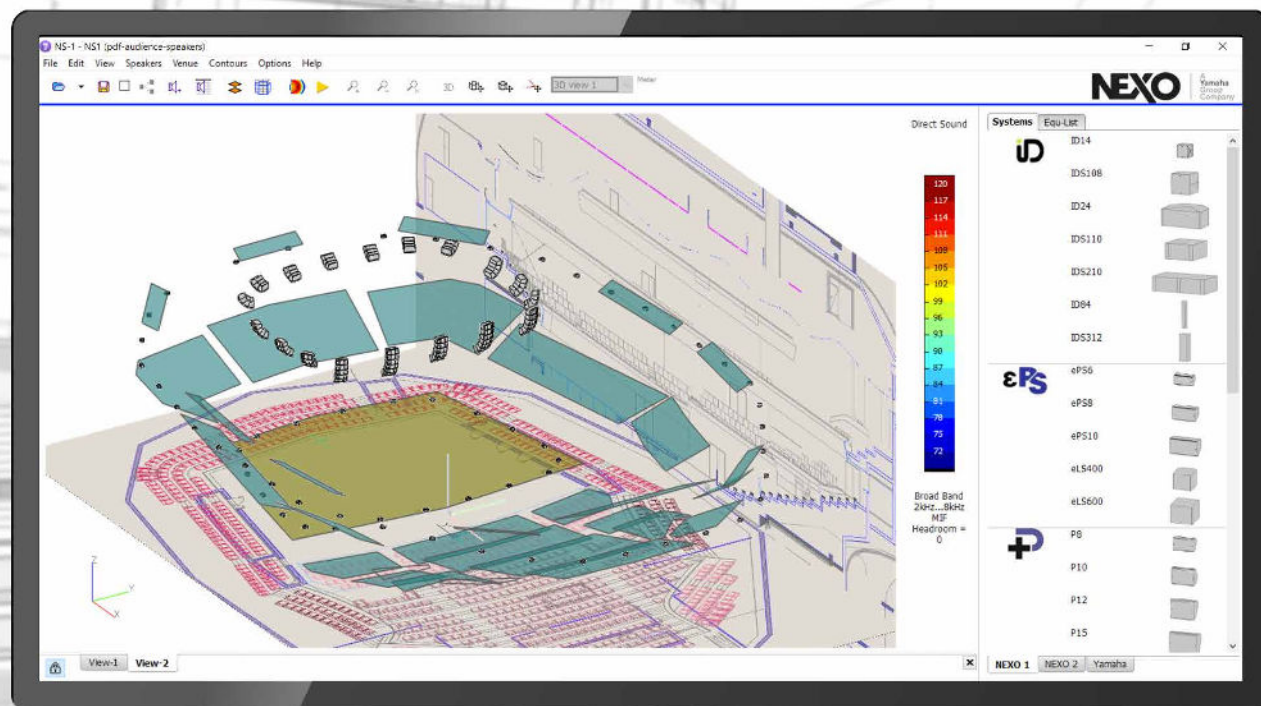 NS-1 - NS1 (pdf-audience-speakers)
File Edit View Speakers Venue Contours Options Help
3D
3D view 1
Meter
NEXO
A
Yamaha
Group
Company
Direct Sound
120
117
114
111
108
105
102
99
96
93
90
87
84
81
78
75
72
Broad Band
2kHz...8kHz
MIF
Headroom =
0
Z
Y
X
View-1 View-2
Systems Equ-List
iD
ID14
IDS108
ID24
IDS110
IDS210
ID84
IDS312
εPS
ePS6
ePS8
ePS10
eLS400
eLS600
+P
P8
P10
P12
P15
NEXO 1 NEXO 2 Yamaha